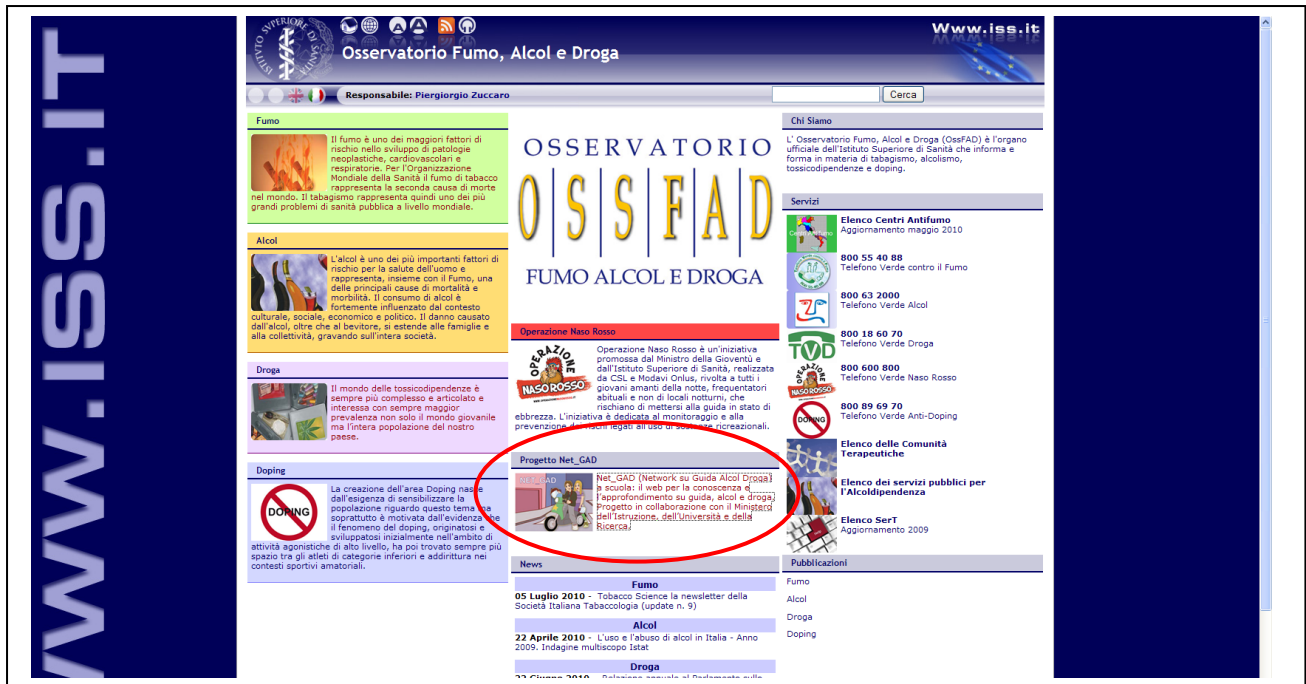 WWW.ISS.IT
ISTITVTO SVPERIORE DI SANITÀ
Osservatorio Fumo, Alcol e Droga
Www.iss.it
Responsabile: Piergiorgio Zuccaro
Cerca
Fumo
Il fumo è uno dei maggiori fattori di
rischio nello sviluppo di patologie
neoplastiche, cardiovascolari e
respiratorie. Per l'Organizzazione
Mondiale della Sanità il fumo di tabacco
rappresenta la seconda causa di morte
nel mondo. Il tabagismo rappresenta quindi uno dei più
grandi problemi di sanità pubblica a livello mondiale.
Alcol
L'alcol è uno dei più importanti fattori di
rischio per la salute dell'uomo e
rappresenta, insieme con il Fumo, una
delle principali cause di mortalità e
morbilità. Il consumo di alcol è
fortemente influenzato dal contesto
culturale, sociale, economico e politico. Il danno causato
dall'alcol, oltre che al bevitore, si estende alle famiglie e
alla collettività, gravando sull'intera società.
Droga
Il mondo delle tossicodipendenze è
sempre più complesso e articolato e
interessa con sempre maggior
prevalenza non solo il mondo giovanile
ma l'intera popolazione del nostro
paese.
Doping
DOPING
La creazione dell'area Doping nasce
dall'esigenza di sensibilizzare la
popolazione riguardo questo tema ma
soprattutto è motivata dall'evidenza che
il fenomeno del doping, originatosi e
sviluppatosi inizialmente nell'ambito di
attività agonistiche di alto livello, ha poi trovato sempre più
spazio tra gli atleti di categorie inferiori e addirittura nei
contesti sportivi amatoriali.
OSSERVATORIO
OSSFAD
FUMO ALCOL E DROGA
Operazione Naso Rosso
OPERAZIONE
NASOROSSO
Operazione Naso Rosso è un'iniziativa
promossa dal Ministro della Gioventù e
dall'Istituto Superiore di Sanità, realizzata
da CSL e Modavi Onlus, rivolta a tutti i
giovani amanti della notte, frequentatori
abituali e non di locali notturni, che
rischiano di mettersi alla guida in stato di
ebbrezza. L'iniziativa è dedicata al monitoraggio e alla
prevenzione dei rischi legati all'uso di sostanze ricreazionali.
Progetto Net_GAD
NET_GAD
Net_GAD (Network su Guida Alcol Droga)
a scuola: il web per la conoscenza e
l'approfondimento su guida, alcol e droga.
Progetto in collaborazione con il Ministero
dell'Istruzione, dell'Università e della
Ricerca.
News
Fumo
05 Luglio 2010 - Tobacco Science la newsletter della
Società Italiana Tabaccologia (update n. 9)
Alcol
22 Aprile 2010 - L'uso e l'abuso di alcol in Italia - Anno
2009. Indagine multiscopo Istat
Droga
22 Giugno 2010 - Relazione annuale al Parlamento sullo
Chi Siamo
L' Osservatorio Fumo, Alcol e Droga (OssFAD) è l'organo
ufficiale dell'Istituto Superiore di Sanità che informa e
forma in materia di tabagismo, alcolismo,
tossicodipendenze e doping.
Servizi
Centri Antifumo
Elenco Centri Antifumo
Aggiornamento maggio 2010
800 55 40 88
Telefono Verde contro il Fumo
800 63 2000
Telefono Verde Alcol
TVD
800 18 60 70
Telefono Verde Droga
OPERAZIONE
NASOROSSO
800 600 800
Telefono Verde Naso Rosso
DOPING
800 89 69 70
Telefono Verde Anti-Doping
Elenco delle Comunità
Terapeutiche
Elenco dei servizi pubblici per
l'Alcoldipendenza
Elenco SerT
Aggiornamento 2009
Pubblicazioni
Fumo
Alcol
Droga
Doping